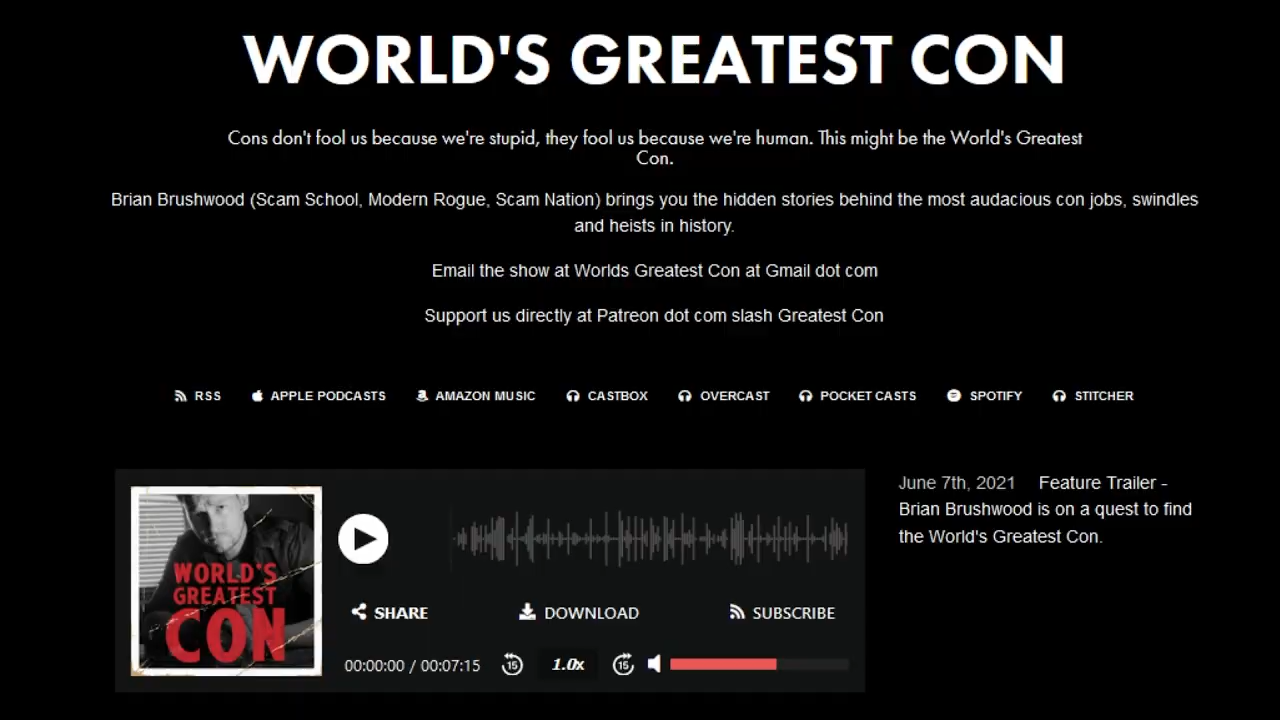 WORLD'S GREATEST CON
Cons don't fool us because we're stupid, they fool us because we're human. This might be the World's Greatest
Con.
Brian Brushwood (Scam School, Modern Rogue, Scam Nation) brings you the hidden stories behind the most audacious con jobs, swindles
and heists in history.
Email the show at Worlds Greatest Con at Gmail dot com
Support us directly at Patreon dot com slash Greatest Con
RSS APPLE PODCASTS AMAZON MUSIC CASTBOX OVERCAST POCKET CASTS SPOTIFY STITCHER
WORLD'S
GREATEST
CON
SHARE DOWNLOAD SUBSCRIBE
00:00:00 / 00:07:15 15 1.0x 15
June 7th, 2021 Feature Trailer -
Brian Brushwood is on a quest to find
the World's Greatest Con.